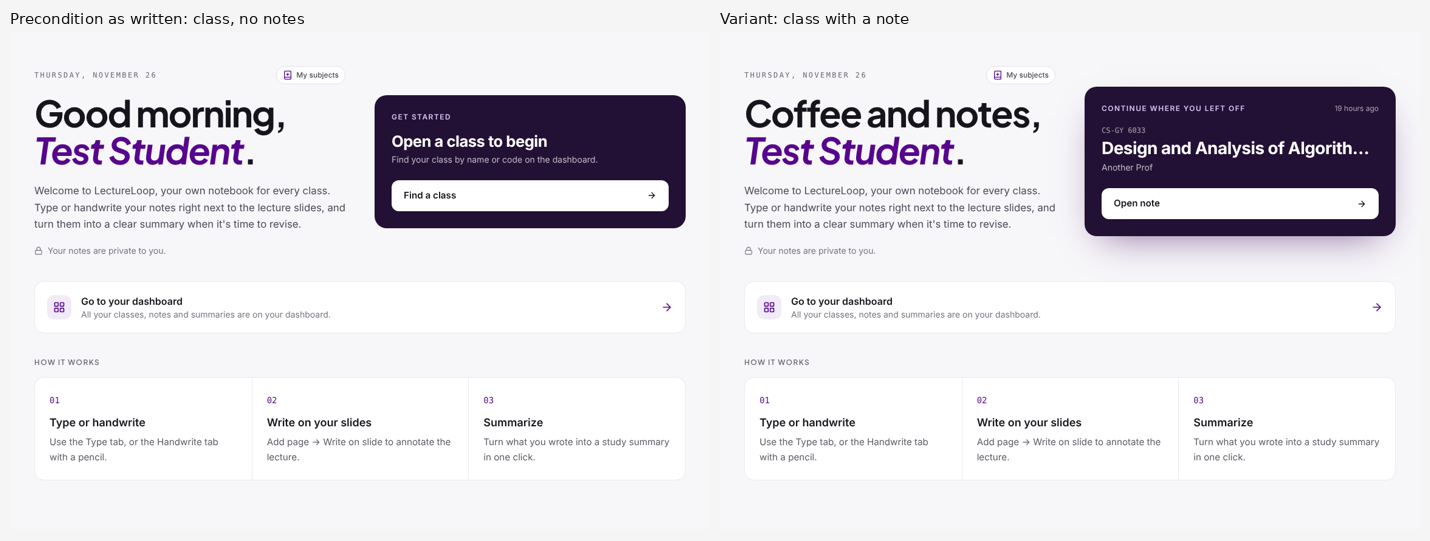 Precondition as written: class, no notes
THURSDAY, NOVEMBER 26
My subjects
Good morning,
Test Student.
Welcome to LectureLoop, your own notebook for every class.
Type or handwrite your notes right next to the lecture slides, and
turn them into a clear summary when it's time to revise.
Your notes are private to you.
GET STARTED
Open a class to begin
Find your class by name or code on the dashboard.
Find a class →
Go to your dashboard
All your classes, notes and summaries are on your dashboard.
→
HOW IT WORKS
01
Type or handwrite
Use the Type tab, or the Handwrite tab
with a pencil.
02
Write on your slides
Add page → Write on slide to annotate the
lecture.
03
Summarize
Turn what you wrote into a study summary
in one click.
Variant: class with a note
THURSDAY, NOVEMBER 26
My subjects
Coffee and notes,
Test Student.
Welcome to LectureLoop, your own notebook for every class.
Type or handwrite your notes right next to the lecture slides, and
turn them into a clear summary when it's time to revise.
Your notes are private to you.
CONTINUE WHERE YOU LEFT OFF
19 hours ago
CS-GY 6033
Design and Analysis of Algorith...
Another Prof
Open note →
Go to your dashboard
All your classes, notes and summaries are on your dashboard.
→
HOW IT WORKS
01
Type or handwrite
Use the Type tab, or the Handwrite tab
with a pencil.
02
Write on your slides
Add page → Write on slide to annotate the
lecture.
03
Summarize
Turn what you wrote into a study summary
in one click.